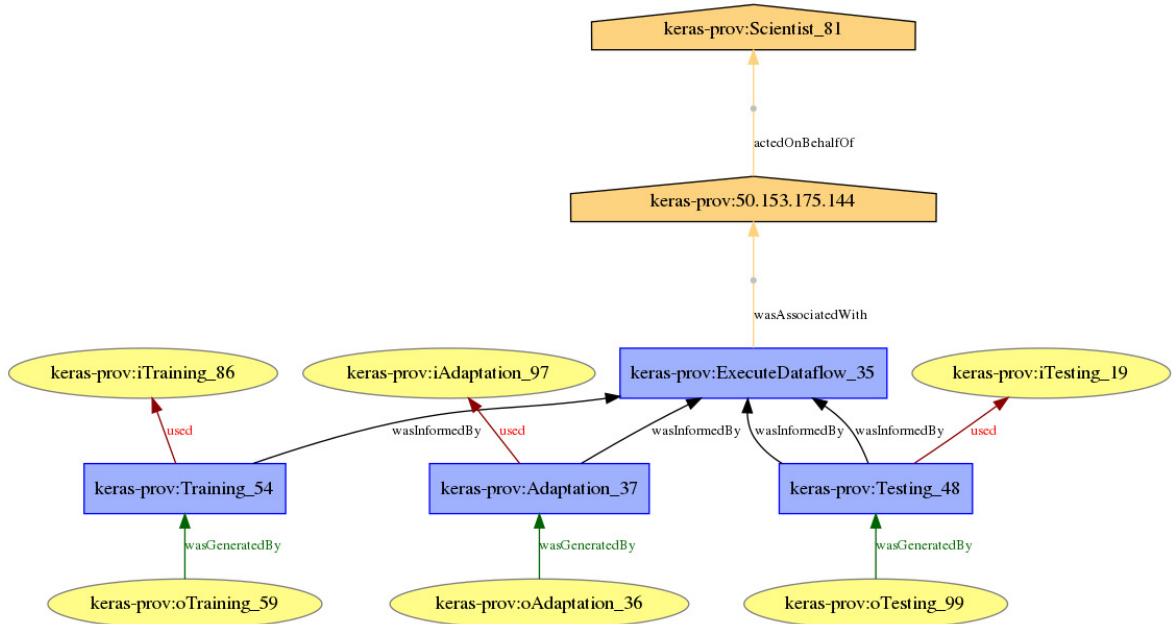 keras-prov:Scientist_81
actedOnBehalfOf
keras-prov:50.153.175.144
wasAssociatedWith
keras-prov:iTraining_86
keras-prov:iAdaptation_97
keras-prov:ExecuteDataflow_35
keras-prov:iTesting_19
used
wasInformedBy
used
wasInformedBy
wasInformedBy
wasInformedBy
used
keras-prov:Training_54
keras-prov:Adaptation_37
keras-prov:Testing_48
wasGeneratedBy
wasGeneratedBy
wasGeneratedBy
keras-prov:oTraining_59
keras-prov:oAdaptation_36
keras-prov:oTesting_99